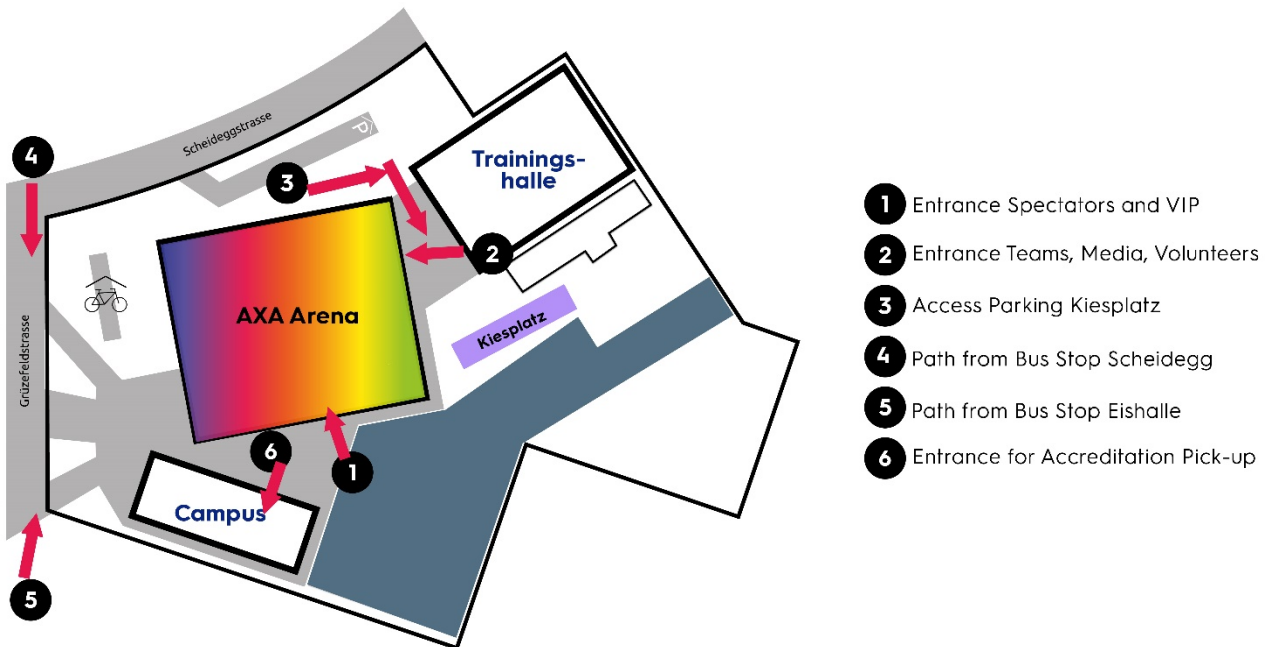 Scheideggstrasse
P
4
3
Trainings-
halle
2
AXA Arena
Kiesplatz
Grüzefeldstrasse
6
1
Campus
5
1 Entrance Spectators and VIP
2 Entrance Teams, Media, Volunteers
3 Access Parking Kiesplatz
4 Path from Bus Stop Scheidegg
5 Path from Bus Stop Eishalle
6 Entrance for Accreditation Pick-up